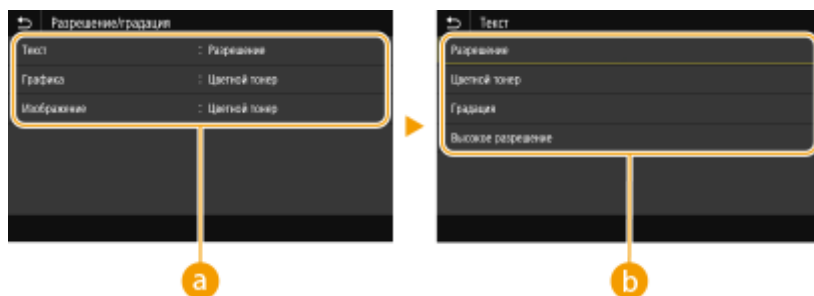 Разрешение/градация
Текст : Разрешение
Графика : Цветной тонер
Изображение : Цветной тонер
a
Текст
Разрешение
Цветной тонер
Градация
Высокое разрешение
b